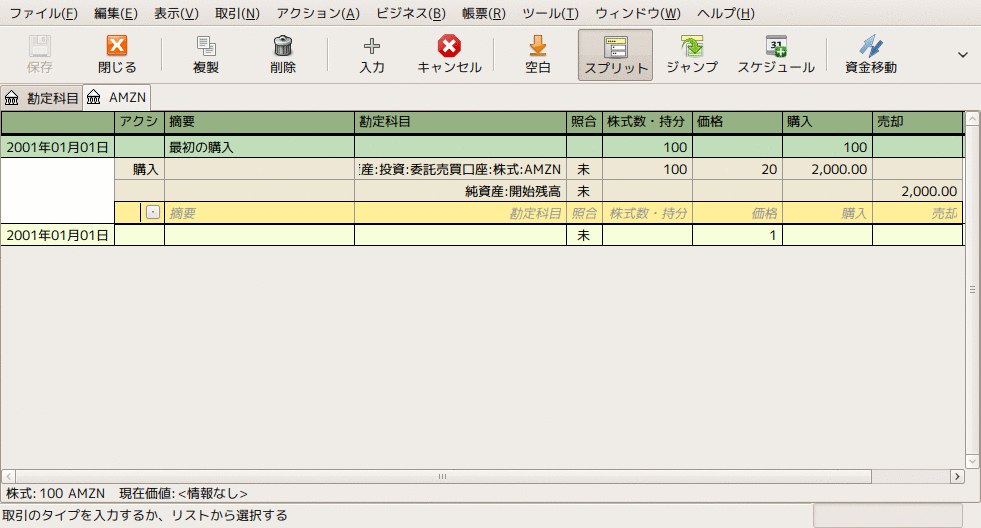 ファイル(F) 編集(E) 表示(V) 取引(N) アクション(A) ビジネス(B) 帳票(R) ツール(T) ウィンドウ(W) ヘルプ(H)
保存 閉じる 複製 削除 入力 キャンセル 空白 スプリット ジャンプ スケジュール 資金移動
勘定科目 AMZN
アクシ 摘要 勘定科目 照合 株式数・持分 価格 購入 売却
2001年01月01日 最初の購入 100 100
購入 産:投資:委託売買口座:株式:AMZN 未 100 20 2,000.00
純資産:開始残高 未 2,000.00
摘要 勘定科目 照合 株式数・持分 価格 購入 売却
2001年01月01日 未 1
株式: 100 AMZN 現在価値: <情報なし>
取引のタイプを入力するか、リストから選択する